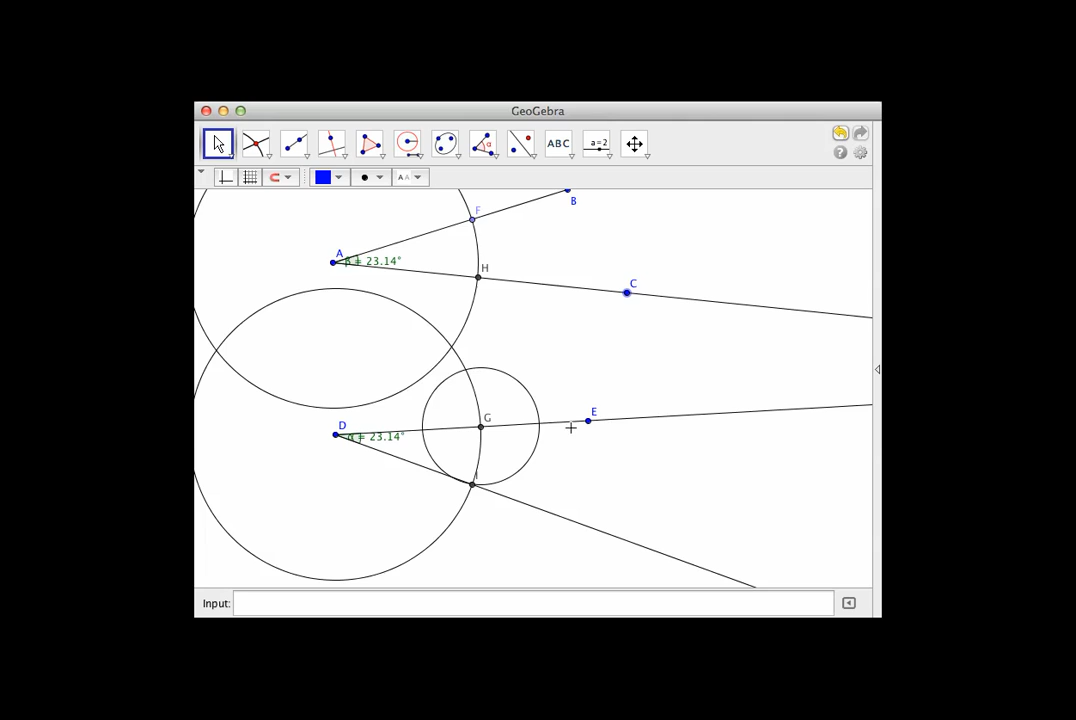 GeoGebra
ABC
a=2
A A
B
F
A
β = 23.14°
H
C
D
α = 23.14°
G
E
I
Input: